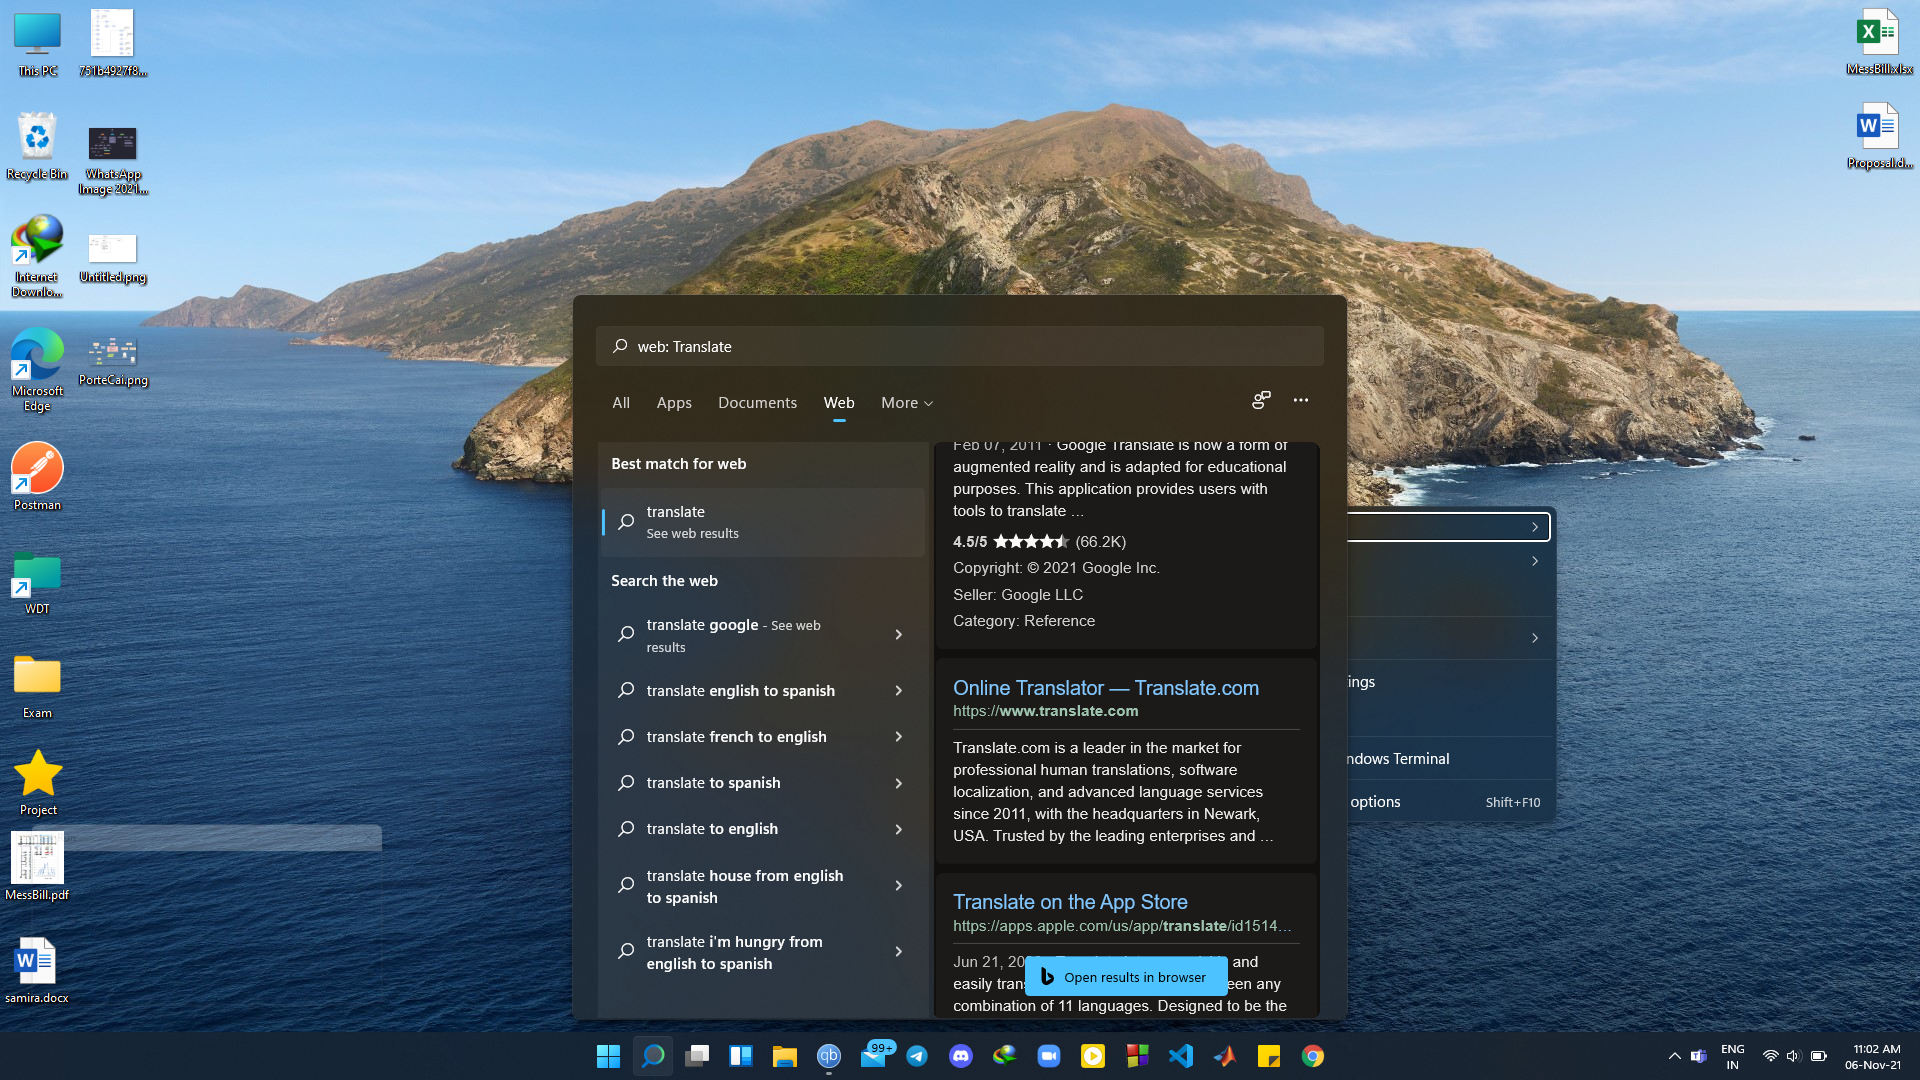 This PC
751b4927f8...
Recycle Bin
WhatsApp
Image 2021...
Internet
Downlo...
Untitled.png
Microsoft
Edge
PorteCai.png
Postman
WDT
Exam
Project
MessBill.pdf
samira.docx
MessBill.xlsx
Proposal.d...
web: Translate
All
Apps
Documents
Web
More
Best match for web
translate
See web results
Search the web
translate google - See web
results
translate english to spanish
translate french to english
translate to spanish
translate to english
translate house from english
to spanish
translate i'm hungry from
english to spanish
Feb 07, 2011 · Google Translate is now a form of
augmented reality and is adapted for educational
purposes. This application provides users with
tools to translate ...
4.5/5 ★★★★ (66.2K)
Copyright: © 2021 Google Inc.
Seller: Google LLC
Category: Reference
Online Translator — Translate.com
https://www.translate.com
Translate.com is a leader in the market for
professional human translations, software
localization, and advanced language services
since 2011, with the headquarters in Newark,
USA. Trusted by the leading enterprises and ...
Translate on the App Store
https://apps.apple.com/us/app/translate/id1514...
Jun 21, 20 and
easily tran een any
combination of 11 languages. Designed to be the
Open results in browser
ings
ndows Terminal
options
Shift+F10
99+
ENG
IN
11:02 AM
06-Nov-21